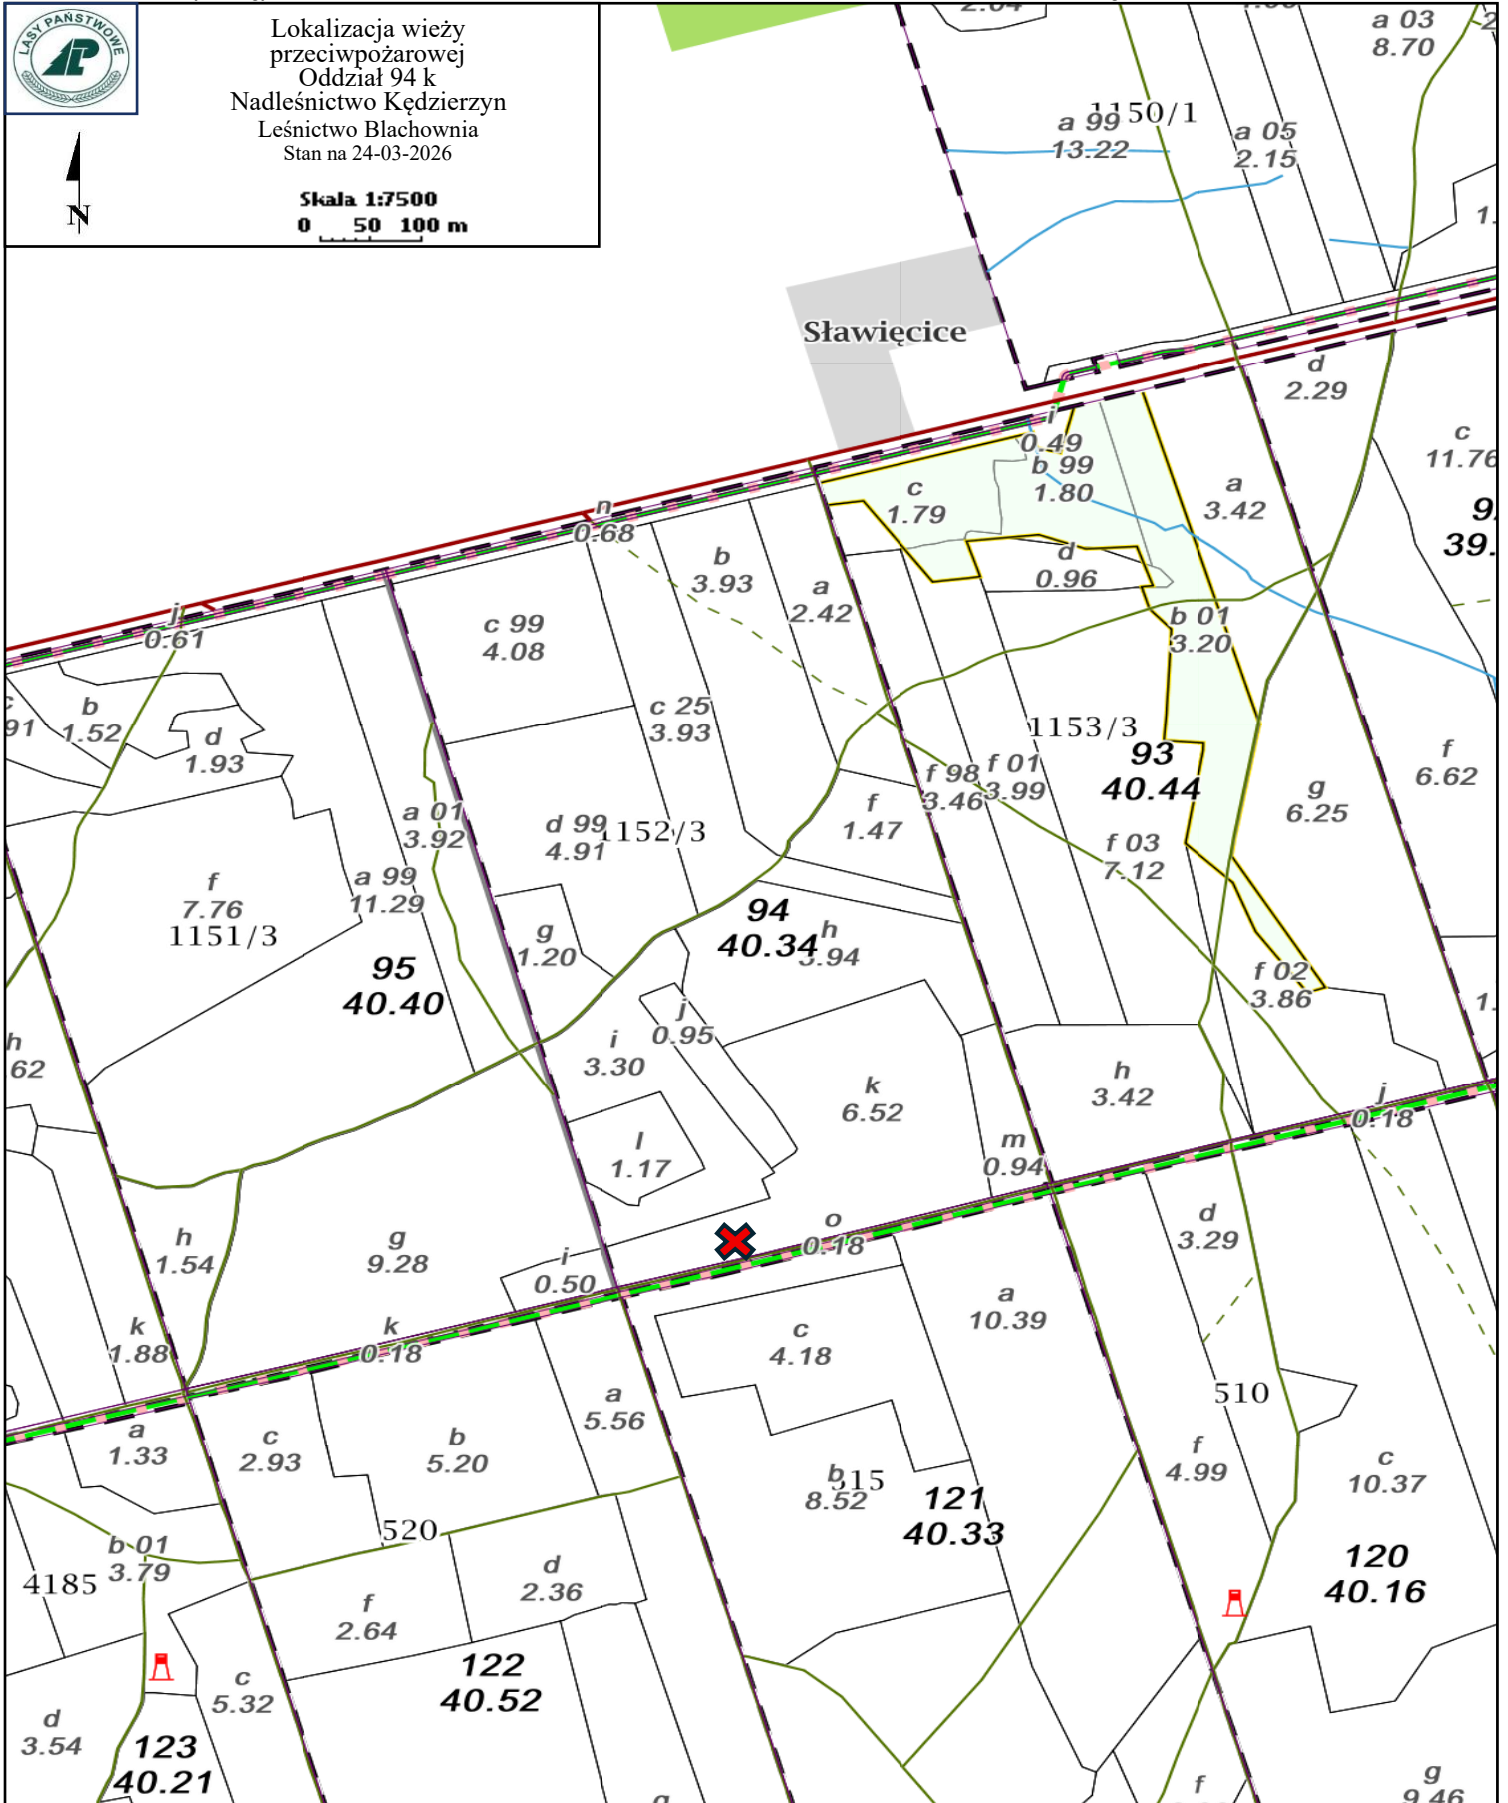 LASY PAŃSTWOWE
Lokalizacja wieży
przeciwpożarowej
Oddział 94 k
Nadleśnictwo Kędzierzyn
Leśnictwo Blachownia
Stan na 24-03-2026
N
Skala 1:7500
0 50 100 m
a 03
8.70
1150/1
a 99
13.22
a 05
2.15
Sławięcice
d
2.29
i
0.49
b 99
1.80
c
1.79
a
3.42
c
11.76
d
0.96
n
0.68
b
3.93
a
2.42
b 01
3.20
j
0.61
c 99
4.08
c 25
3.93
b
1.52
d
1.93
1153/3
93
40.44
f 98
3.46
f 01
3.99
f
6.62
g
6.25
a 01
3.92
d 99
4.91
1152/3
f
1.47
f 03
7.12
a 99
11.29
f
7.76
1151/3
94
40.34
h
3.94
g
1.20
95
40.40
f 02
3.86
j
0.95
i
3.30
h
62
k
6.52
h
3.42
j
0.18
l
1.17
m
0.94
o
0.18
d
3.29
h
1.54
g
9.28
i
0.50
a
10.39
k
1.88
k
0.18
c
4.18
510
a
5.56
a
1.33
c
2.93
b
5.20
f
4.99
c
10.37
b
8.52
121
40.33
520
b 01
3.79
4185
d
2.36
f
2.64
120
40.16
122
40.52
c
5.32
d
3.54
123
40.21
f
g
9.46